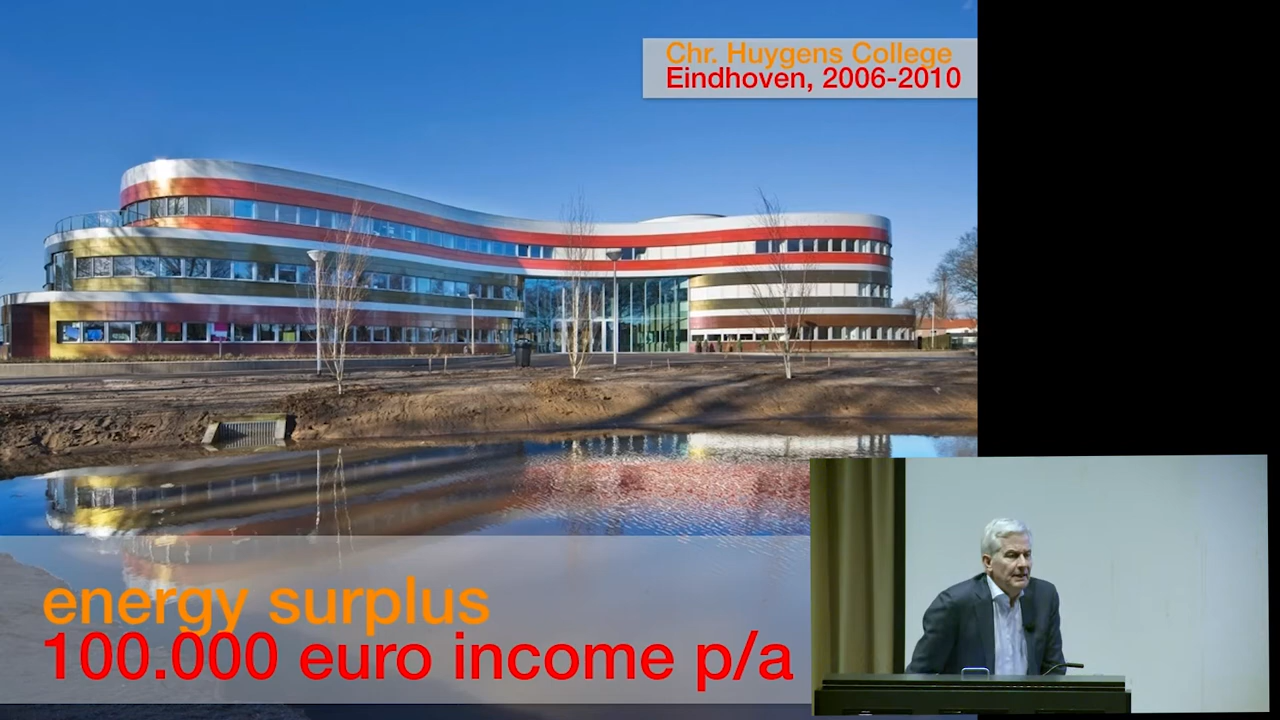 Chr. Huygens College
Eindhoven, 2006-2010
energy surplus
100.000 euro income p/a